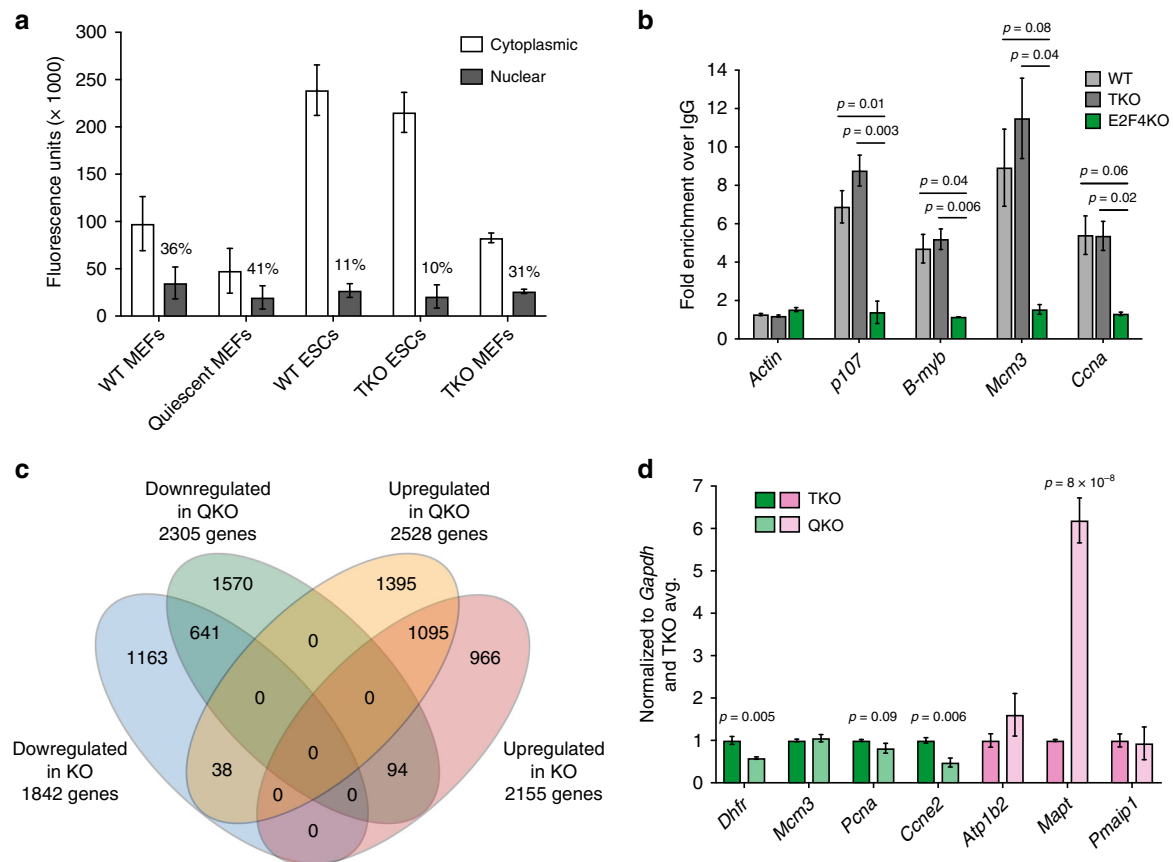 a
300
250
200
150
100
50
0
Fluorescence units (× 1000)
Cytoplasmic
Nuclear
36%
41%
11%
10%
31%
WT MEFs
Quiescent MEFs
WT ESCs
TKO ESCs
TKO MEFs
b
14
12
10
8
6
4
2
0
Fold enrichment over IgG
WT
TKO
E2F4KO
p = 0.01
p = 0.003
p = 0.04
p = 0.006
p = 0.08
p = 0.04
p = 0.06
p = 0.02
Actin
p107
B-myb
Mcm3
Ccna
c
Downregulated
in QKO
2305 genes
Upregulated
in QKO
2528 genes
1570
1395
641
0
1095
1163
966
0
0
0
38
94
0
0
0
Downregulated
in KO
1842 genes
Upregulated
in KO
2155 genes
d
7
6
5
4
3
2
1
0
Normalized to Gapdh
and TKO avg.
TKO
QKO
p = 0.005
p = 0.09
p = 0.006
p = 8 × 10⁻⁸
Dhfr
Mcm3
Pcna
Ccne2
Atp1b2
Mapt
Pmaip1